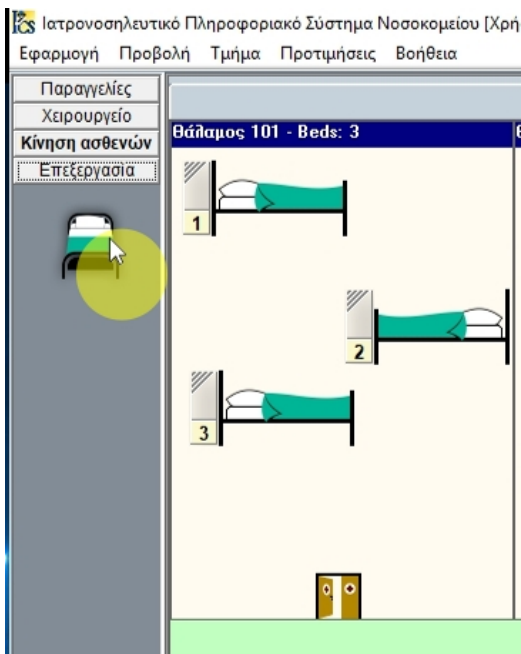 Ιατρονοσηλευτικό Πληροφοριακό Σύστημα Νοσοκομείου [Χρή
Εφαρμογή Προβολή Τμήμα Προτιμήσεις Βοήθεια
Παραγγελίες
Χειρουργείο
Κίνηση ασθενών
Επεξεργασία
Θάλαμος 101 - Beds: 3
1
2
3